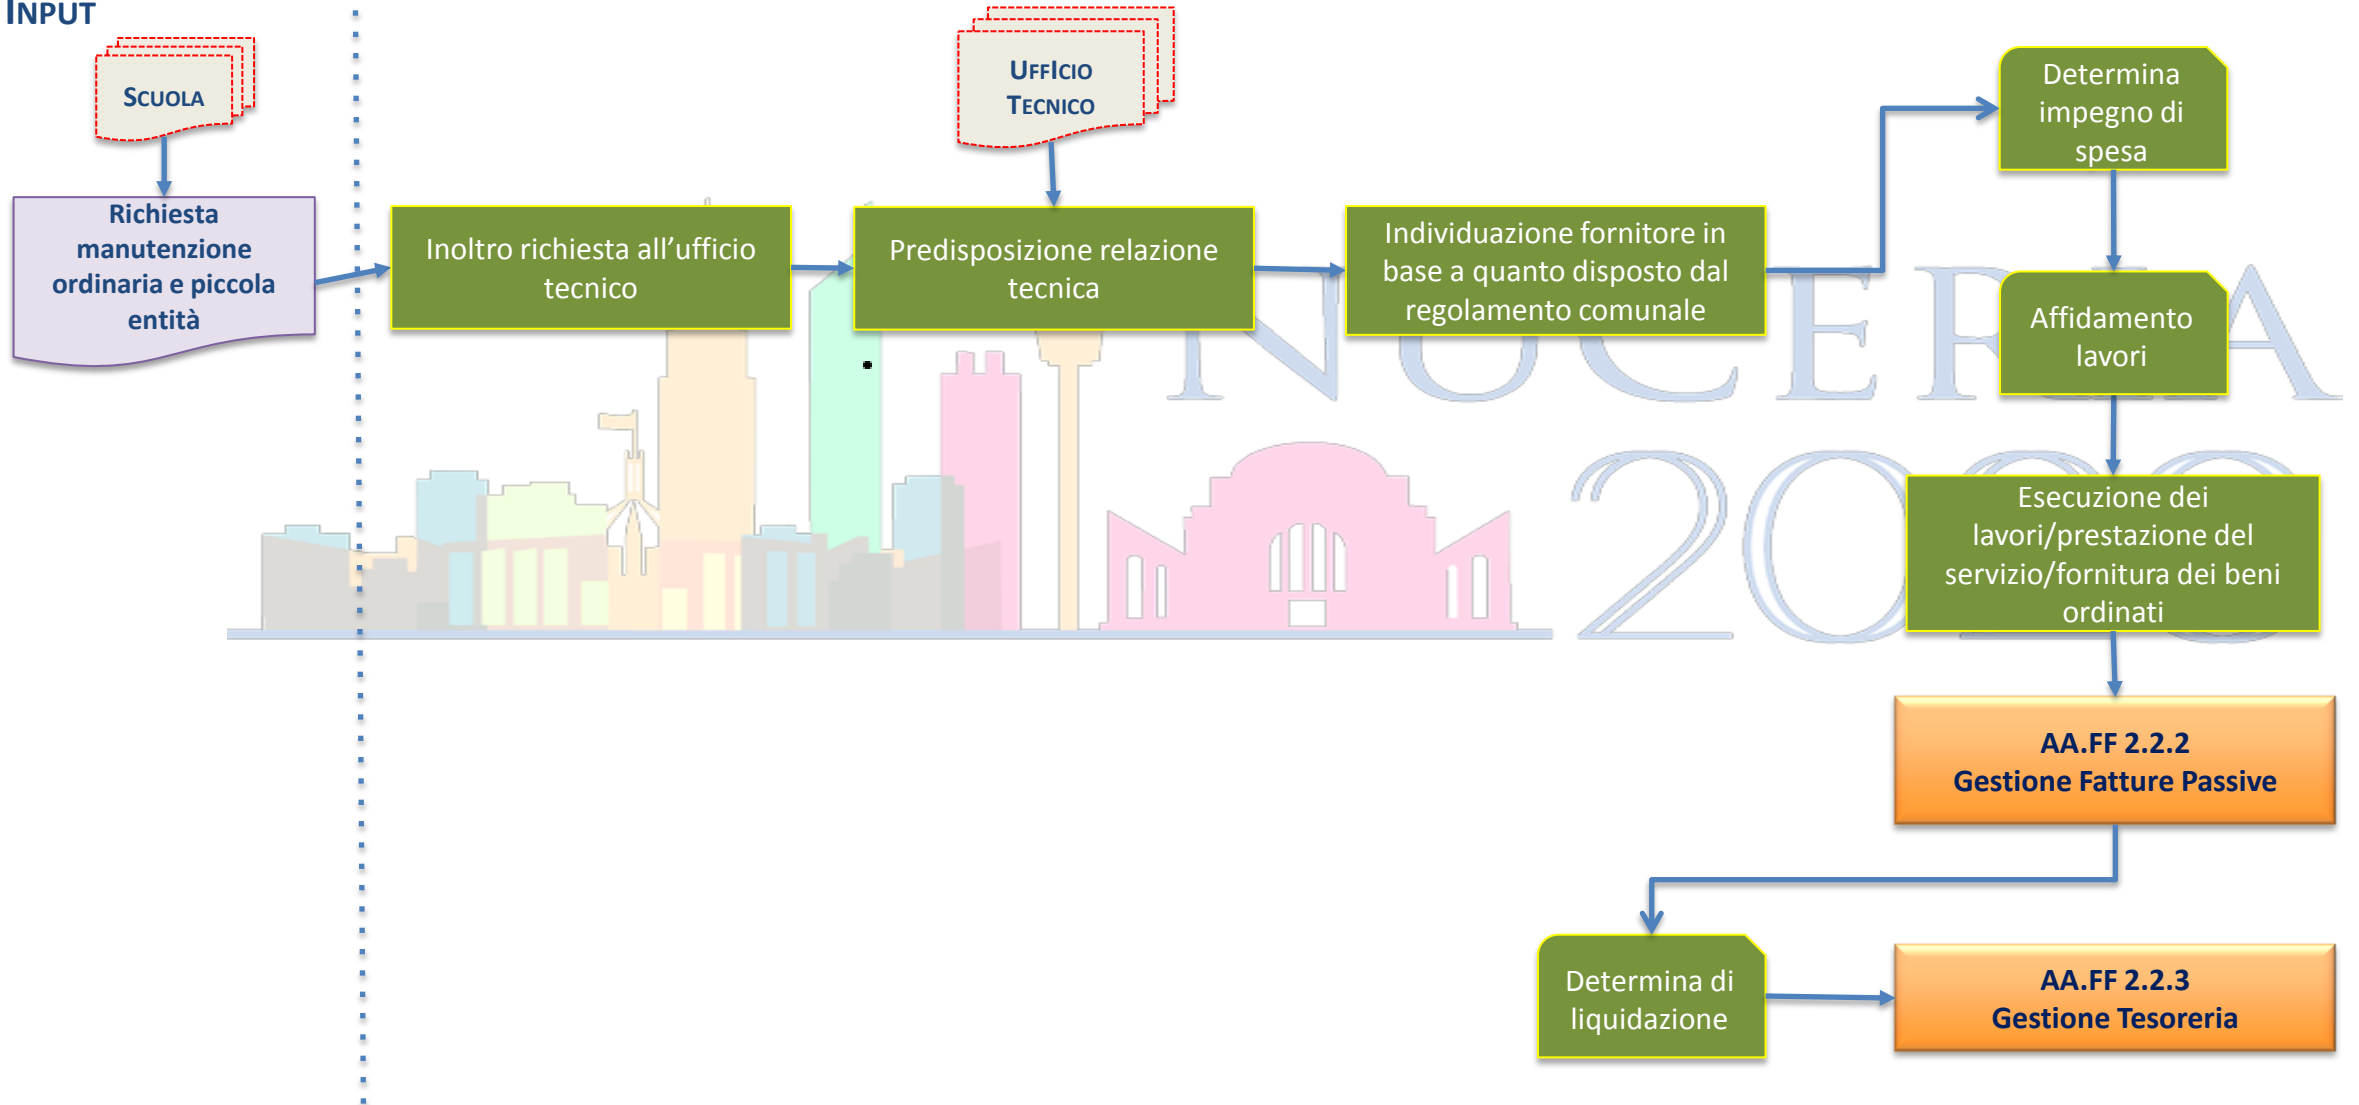 INPUT
SCUOLA
UFFICIO
TECNICO
Determina
impegno di
spesa
Richiesta
manutenzione
ordinaria e piccola
entità
Inoltro richiesta all’ufficio
tecnico
Predisposizione relazione
tecnica
Individuazione fornitore in
base a quanto disposto dal
regolamento comunale
Affidamento
lavori
NUCERIA
Esecuzione dei
lavori/prestazione del
servizio/fornitura dei beni
ordinati
AA.FF 2.2.2
Gestione Fatture Passive
Determina di
liquidazione
AA.FF 2.2.3
Gestione Tesoreria